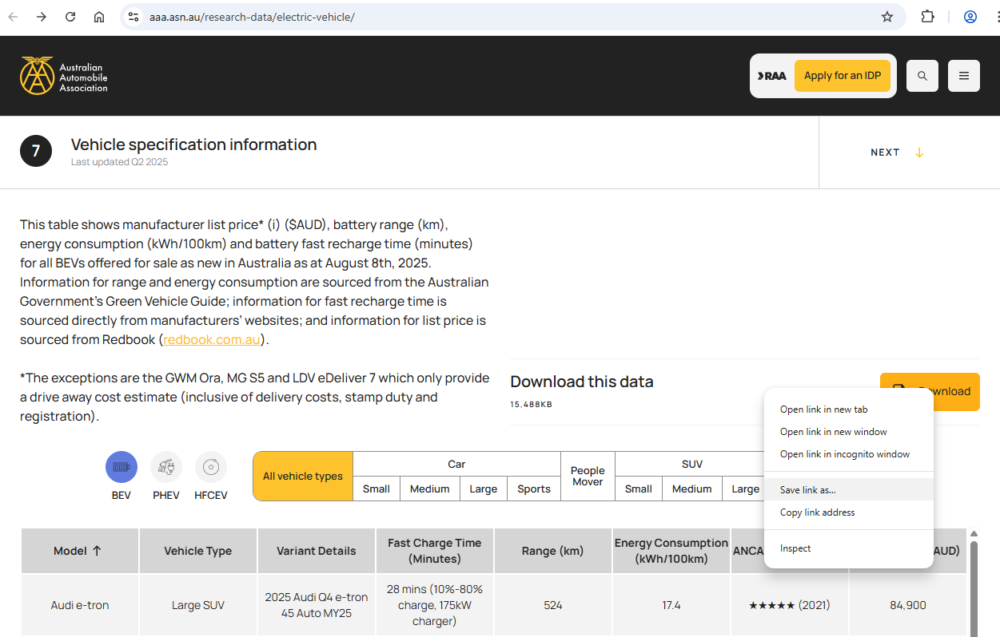 aaa.asn.au/research-data/electric-vehicle/
Australian
Automobile
Association
RAA
Apply for an IDP
7
Vehicle specification information
Last updated Q2 2025
NEXT
This table shows manufacturer list price* (i) ($AUD), battery range (km),
energy consumption (kWh/100km) and battery fast recharge time (minutes)
for all BEVs offered for sale as new in Australia as at August 8th, 2025.
Information for range and energy consumption are sourced from the Australian
Government's Green Vehicle Guide; information for fast recharge time is
sourced directly from manufacturers' websites; and information for list price is
sourced from Redbook (redbook.com.au).
*The exceptions are the GWM Ora, MG S5 and LDV eDeliver 7 which only provide
a drive away cost estimate (inclusive of delivery costs, stamp duty and
registration).
Download this data
15,488KB
wnload
Open link in new tab
Open link in new window
Open link in incognito window
Save link as...
Copy link address
Inspect
BEV
PHEV
HFCEV
All vehicle types
Car
Small
Medium
Large
Sports
People
Mover
SUV
Small
Medium
Large
Model ↑
Vehicle Type
Variant Details
Fast Charge Time
(Minutes)
Range (km)
Energy Consumption
(kWh/100km)
ANCA
AUD)
Audi e-tron
Large SUV
2025 Audi Q4 e-tron
45 Auto MY25
28 mins (10%-80%
charge, 175kW
charger)
524
17.4
★★★★★ (2021)
84,900